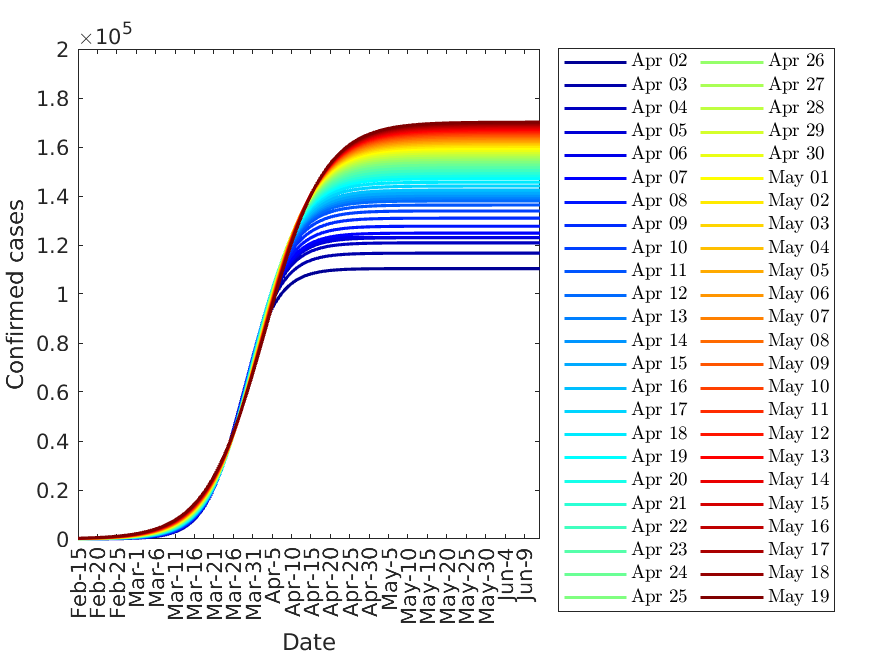 ×10^5
2
1.8
1.6
1.4
1.2
1
0.8
0.6
0.4
0.2
0
Confirmed cases
Feb-15
Feb-20
Feb-25
Mar-1
Mar-6
Mar-11
Mar-16
Mar-21
Mar-26
Mar-31
Apr-5
Apr-10
Apr-15
Apr-20
Apr-25
Apr-30
May-5
May-10
May-15
May-20
May-25
May-30
Jun-4
Jun-9
Date
Apr 02
Apr 03
Apr 04
Apr 05
Apr 06
Apr 07
Apr 08
Apr 09
Apr 10
Apr 11
Apr 12
Apr 13
Apr 14
Apr 15
Apr 16
Apr 17
Apr 18
Apr 19
Apr 20
Apr 21
Apr 22
Apr 23
Apr 24
Apr 25
Apr 26
Apr 27
Apr 28
Apr 29
Apr 30
May 01
May 02
May 03
May 04
May 05
May 06
May 07
May 08
May 09
May 10
May 11
May 12
May 13
May 14
May 15
May 16
May 17
May 18
May 19